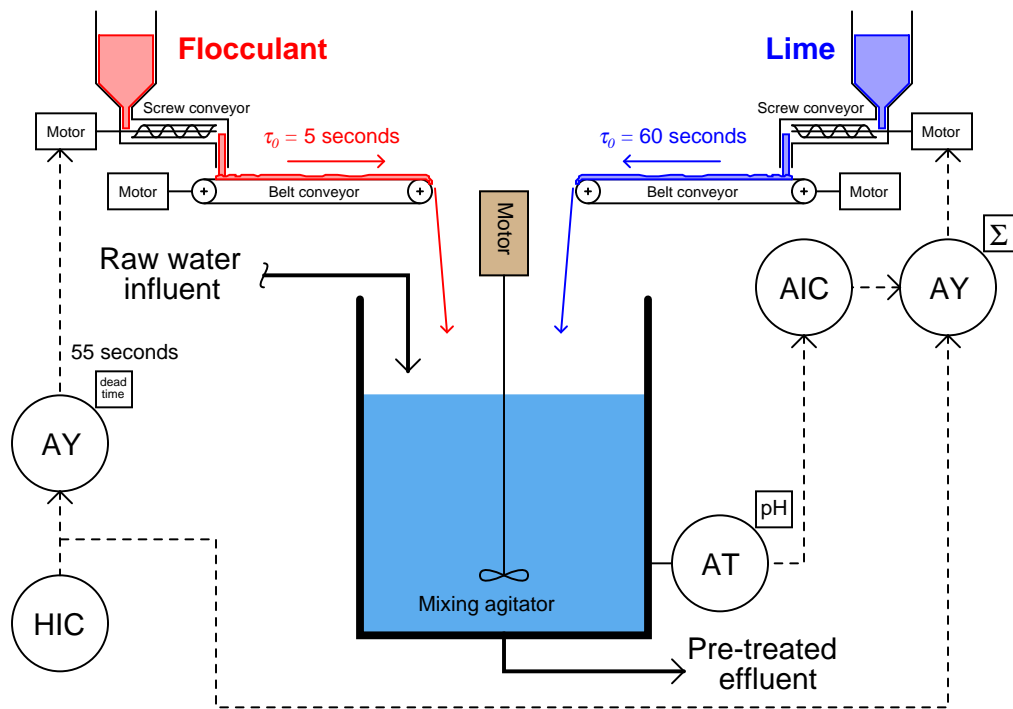 Flocculant
Lime
Screw conveyor
Screw conveyor
Motor
τ₀ = 5 seconds
τ₀ = 60 seconds
Motor
Motor
Belt conveyor
Belt conveyor
Motor
Motor
Σ
Raw water
influent
AIC
AY
55 seconds
dead
time
AY
pH
AT
HIC
Mixing agitator
Pre-treated
effluent